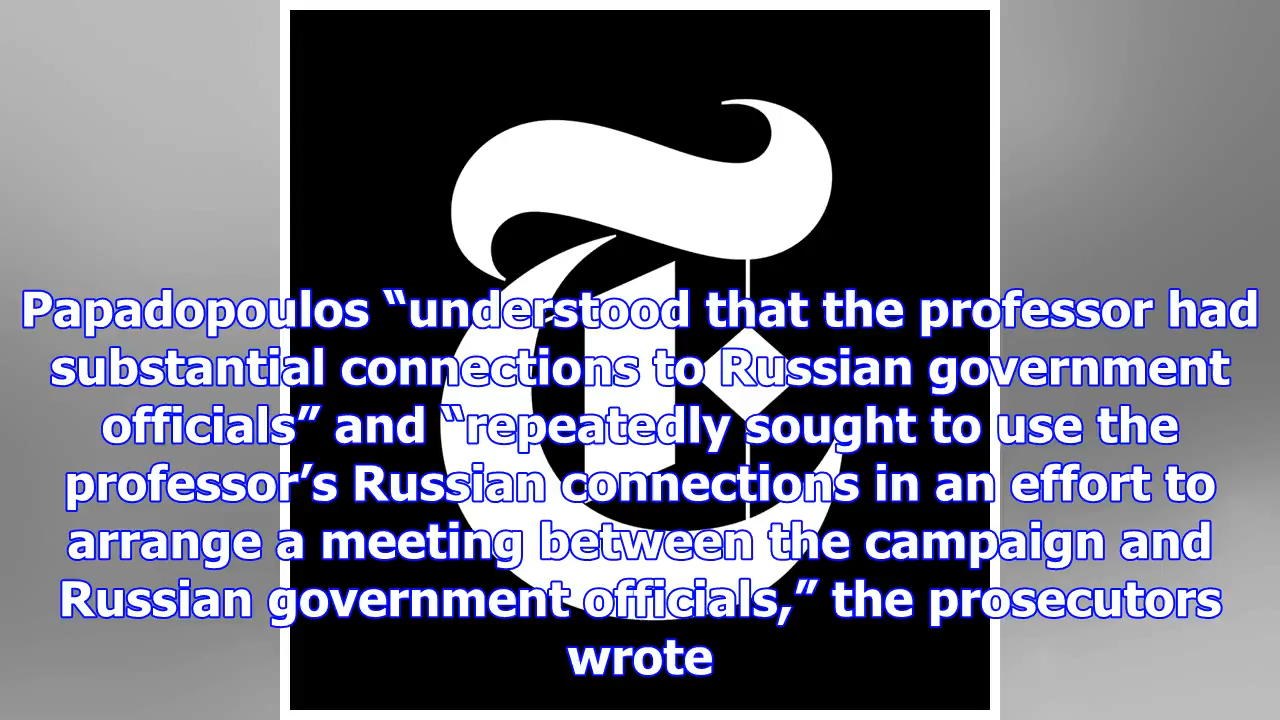 Papadopoulos “understood that the professor had
substantial connections to Russian government
officials” and “repeatedly sought to use the
professor’s Russian connections in an effort to
arrange a meeting between the campaign and
Russian government officials,” the prosecutors
wrote